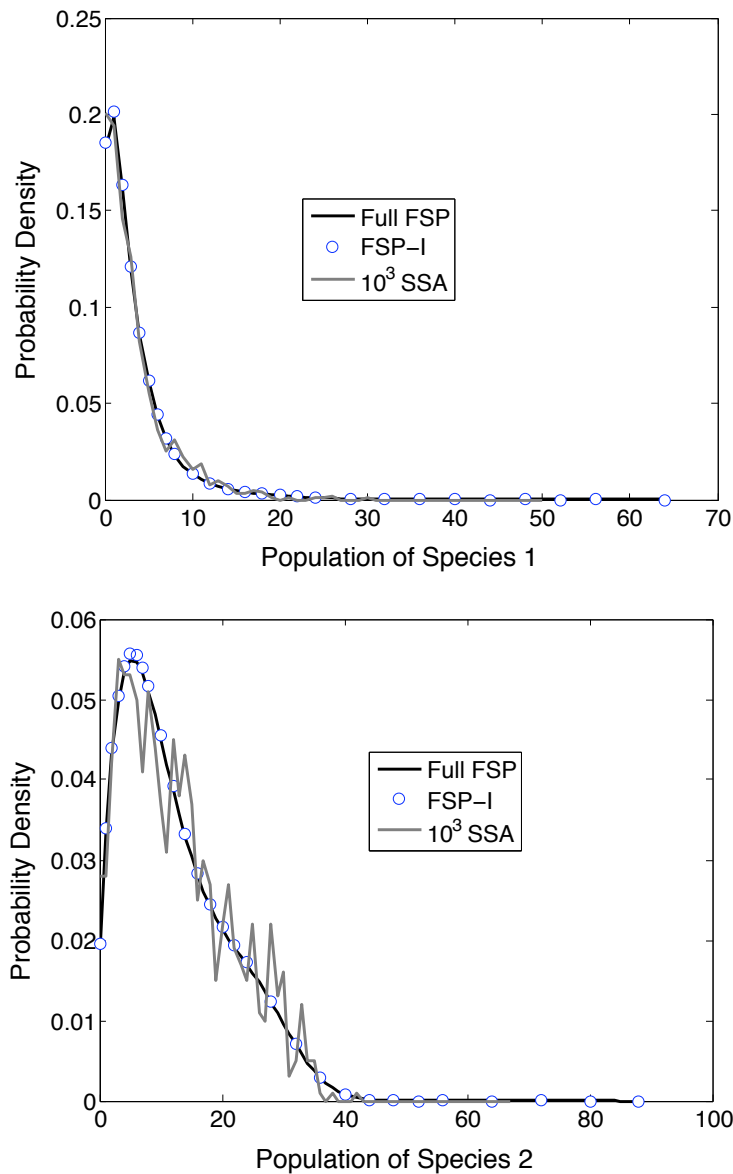 0.25
0.2
0.15
0.1
0.05
0
Probability Density
Full FSP
FSP-I
10³ SSA
0 10 20 30 40 50 60 70
Population of Species 1
0.06
0.05
0.04
0.03
0.02
0.01
0
Probability Density
Full FSP
FSP-I
10³ SSA
0 20 40 60 80 100
Population of Species 2